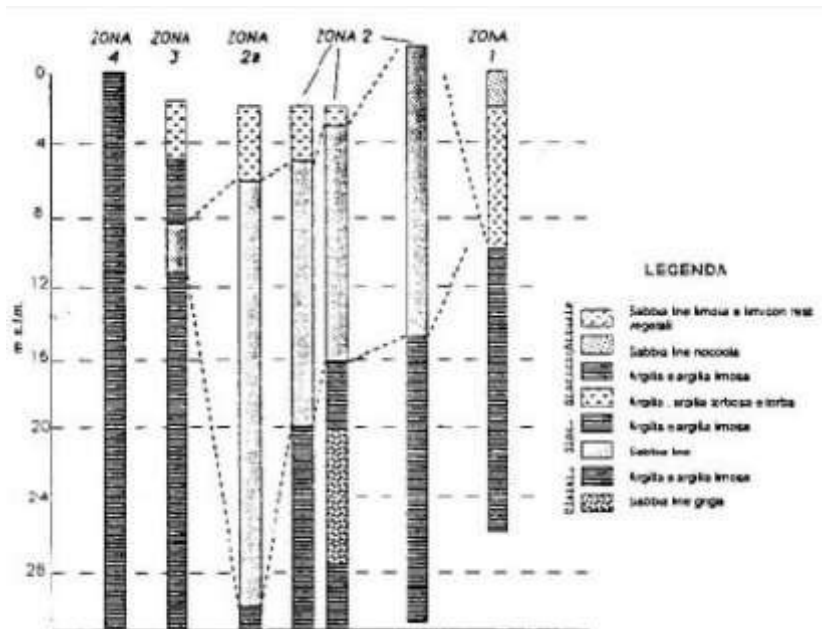 ZONA 4
ZONA 3
ZONA 2a
ZONA 2
ZONA 1
0
4
8
12
16
20
24
28
m s.l.m.
LEGENDA
Sabbia fine limosa e limi con resti vegetali
Sabbia fine nocciola
Argilla e argilla limosa
Argilla, argilla torbosa e torba
Argilla e argilla limosa
Sabbia fine
Argilla e argilla limosa
Sabbia fine grigia